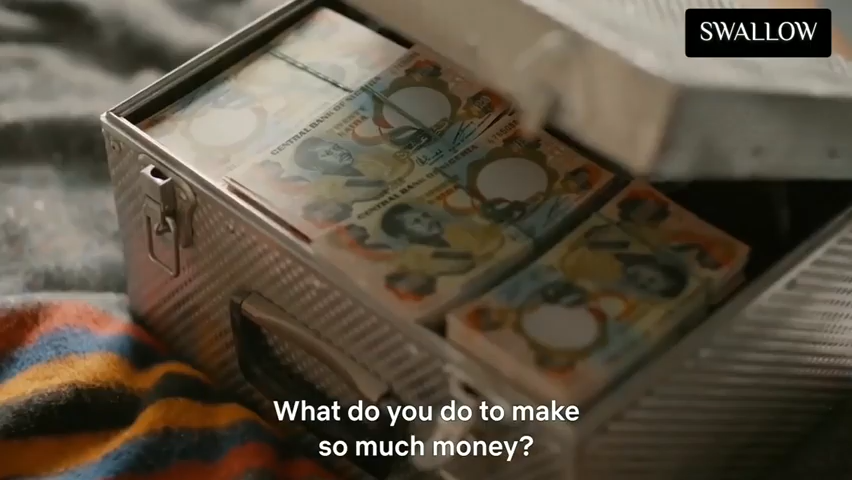 SWALLOW
CENTRAL BANK OF NIGERIA
CENTRAL BANK OF NIGERIA
What do you do to make
so much money?